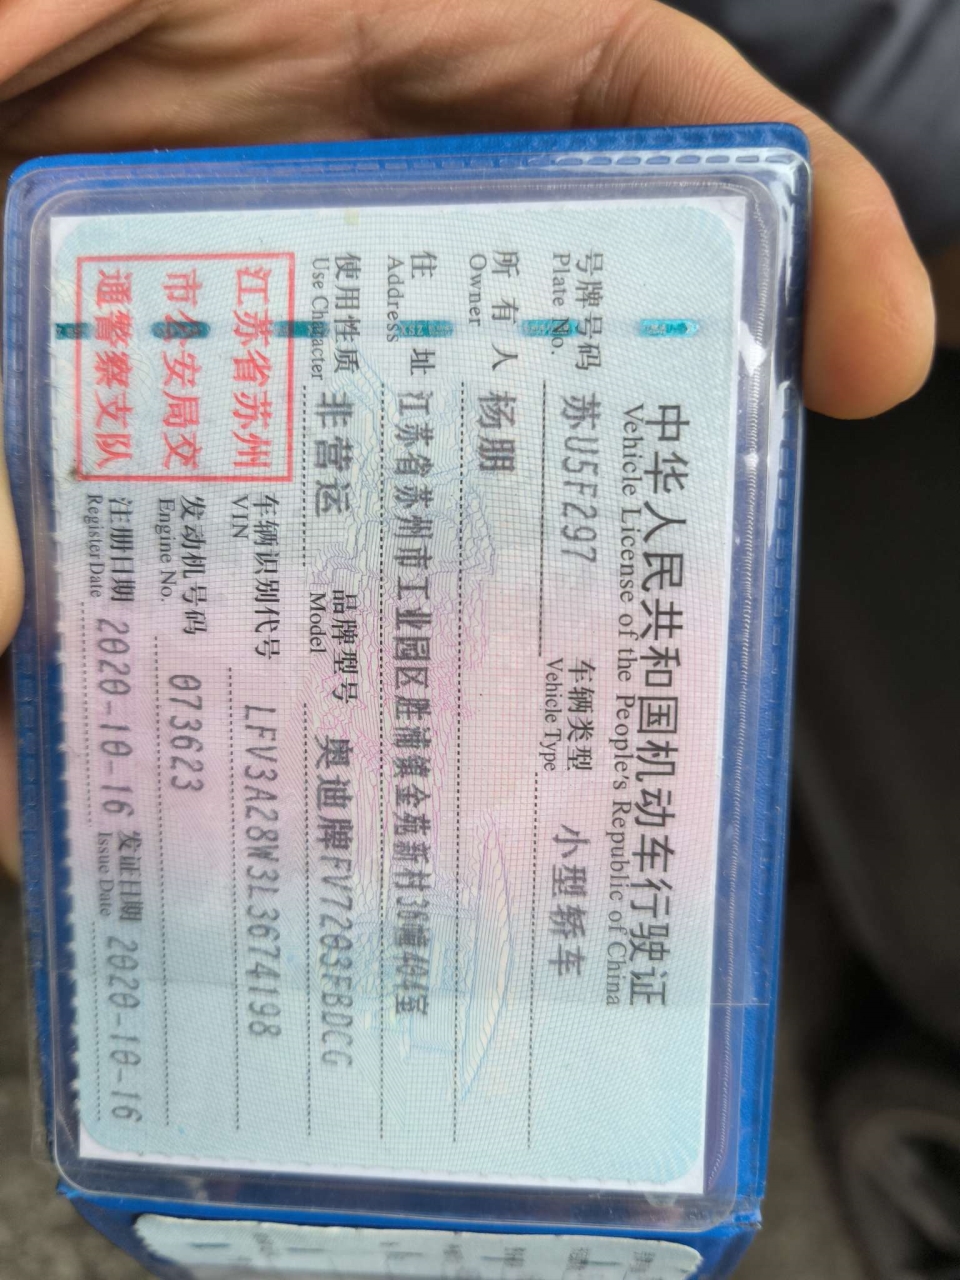 中华人民共和国机动车行驶证
Vehicle License of the People's Republic of China
号牌号码 苏U5F297 车辆类型 小型轿车
Plate No. Vehicle Type
所有人 杨朋
Owner
住址 江苏省苏州市工业园区胜浦镇金苑新村36幢404室
Address
使用性质 非营运 品牌型号 奥迪牌FV7203FBDCG
Use Character Model
江苏省苏州
市公安局交
通警察支队
车辆识别代号 LFV3A28W3L3674198
VIN
发动机号码 073623
Engine No.
注册日期 2020-10-16 发证日期 2020-10-16
Register Date Issue Date